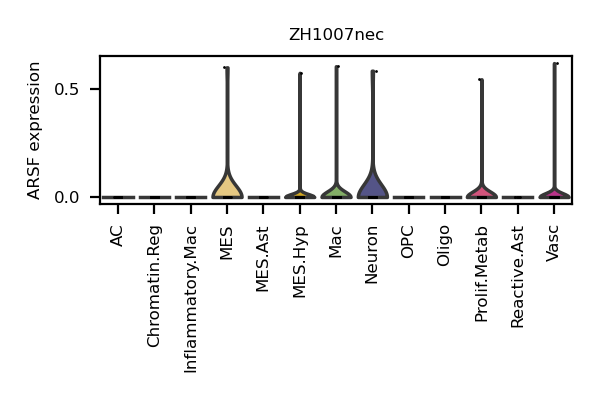 ZH1007nec
ARSF expression
0.5
0.0
AC
Chromatin.Reg
Inflammatory.Mac
MES
MES.Ast
MES.Hyp
Mac
Neuron
OPC
Oligo
Prolif.Metab
Reactive.Ast
Vasc